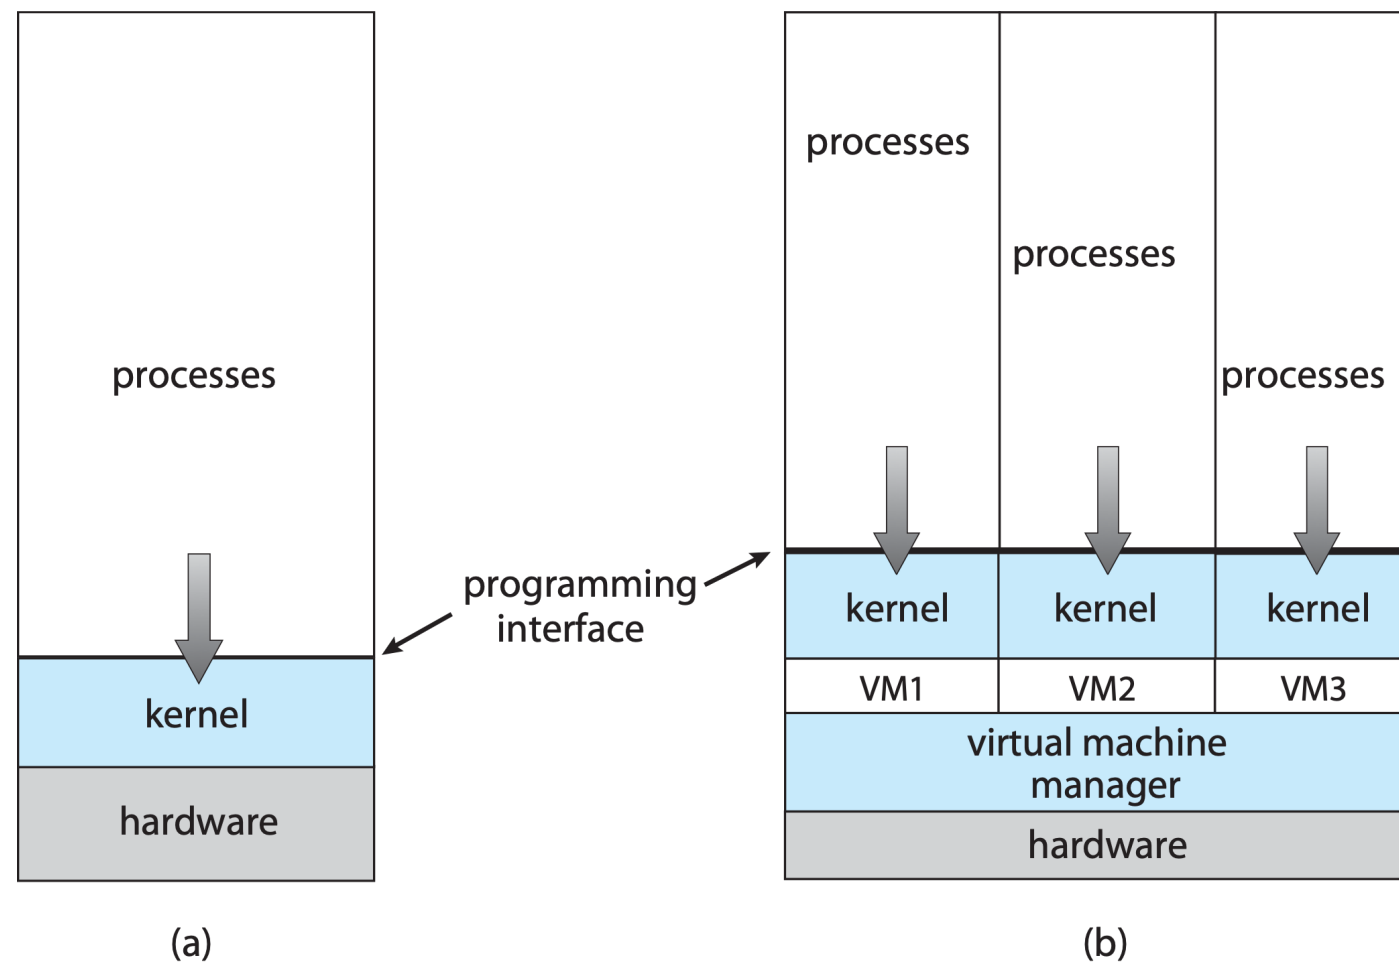 processes
kernel
hardware
(a)
programming
interface
processes
processes
processes
kernel
kernel
kernel
VM1
VM2
VM3
virtual machine
manager
hardware
(b)